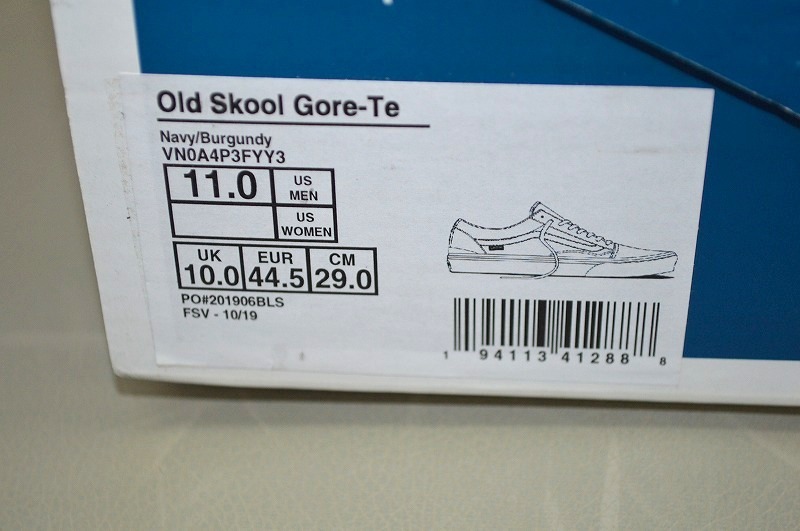 Old Skool Gore-Te
Navy/Burgundy
VN0A4P3FYY3
11.0 US MEN
US WOMEN
UK EUR CM
10.0 44.5 29.0
PO#201906BLS
FSV - 10/19
1 94113 41288 8